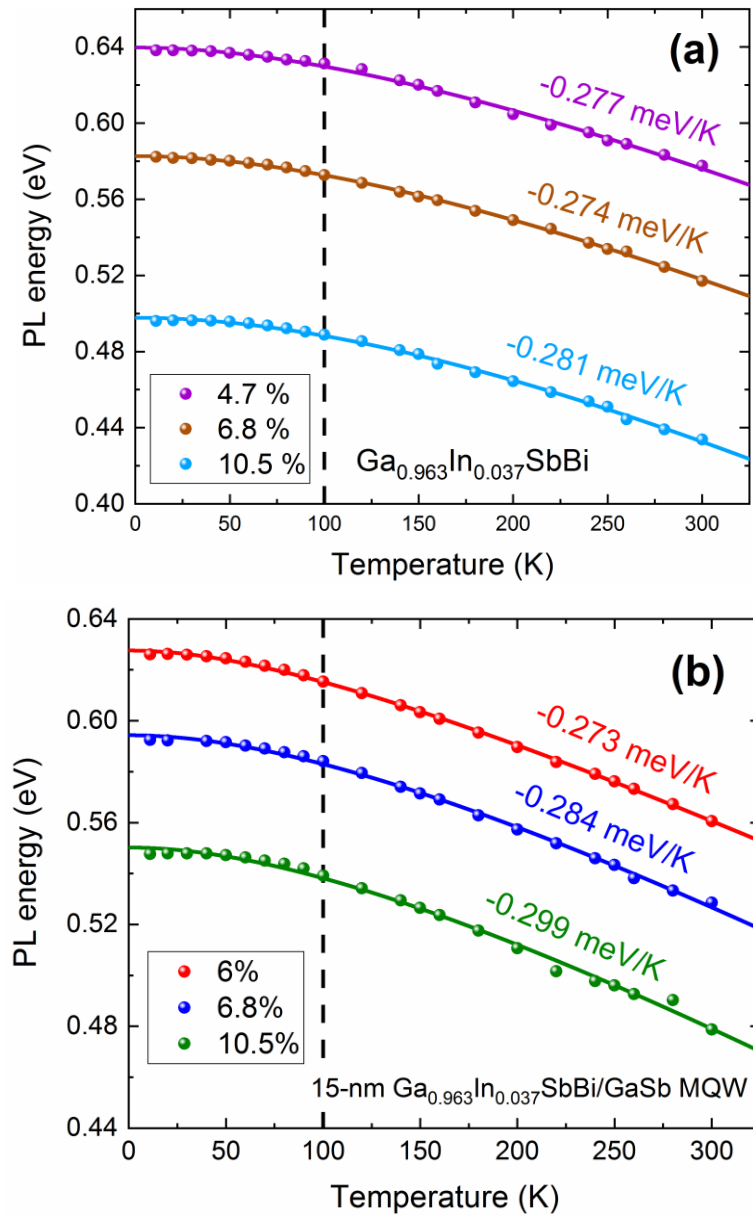 (a)
0.64
0.60
0.56
0.52
0.48
0.44
0.40
PL energy (eV)
-0.277 meV/K
-0.274 meV/K
-0.281 meV/K
4.7 %
6.8 %
10.5 %
Ga0.963In0.037SbBi
0 50 100 150 200 250 300
Temperature (K)
(b)
0.64
0.60
0.56
0.52
0.48
0.44
PL energy (eV)
-0.273 meV/K
-0.284 meV/K
-0.299 meV/K
6%
6.8%
10.5%
15-nm Ga0.963In0.037SbBi/GaSb MQW
0 50 100 150 200 250 300
Temperature (K)